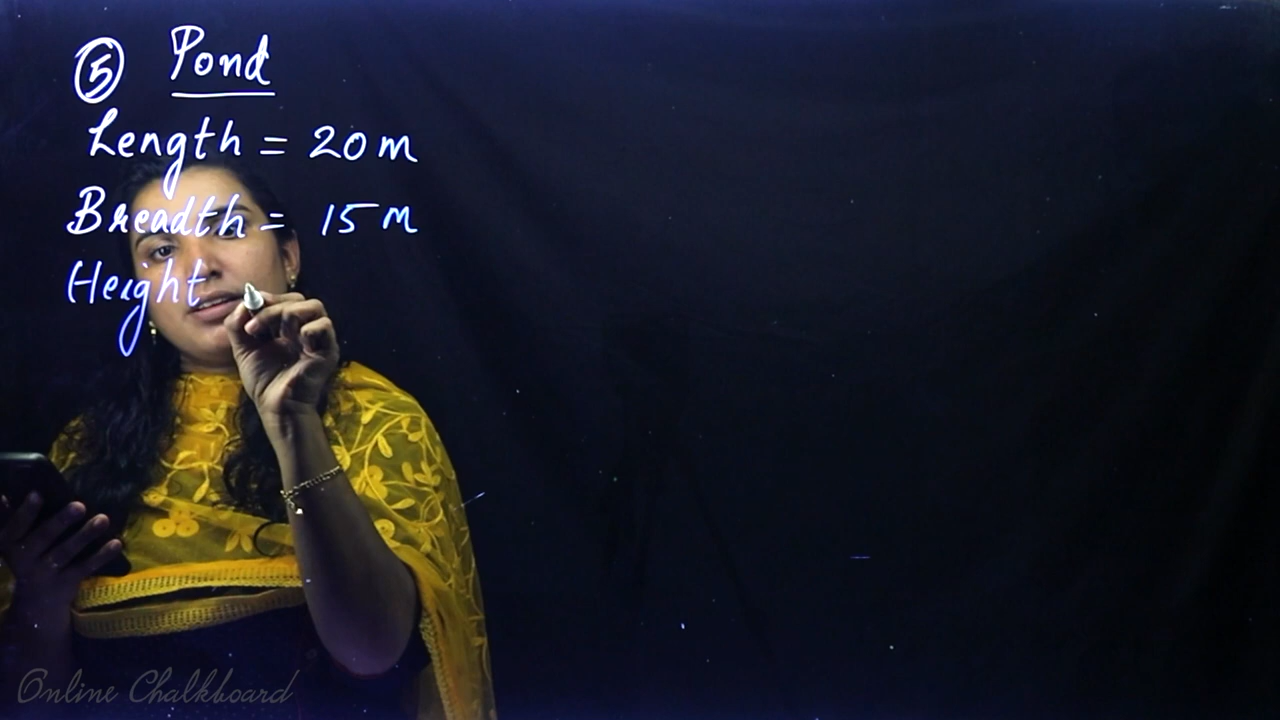 ⑤ Pond
Length = 20 m
Breadth = 15 m
Height
Online Chalkboard